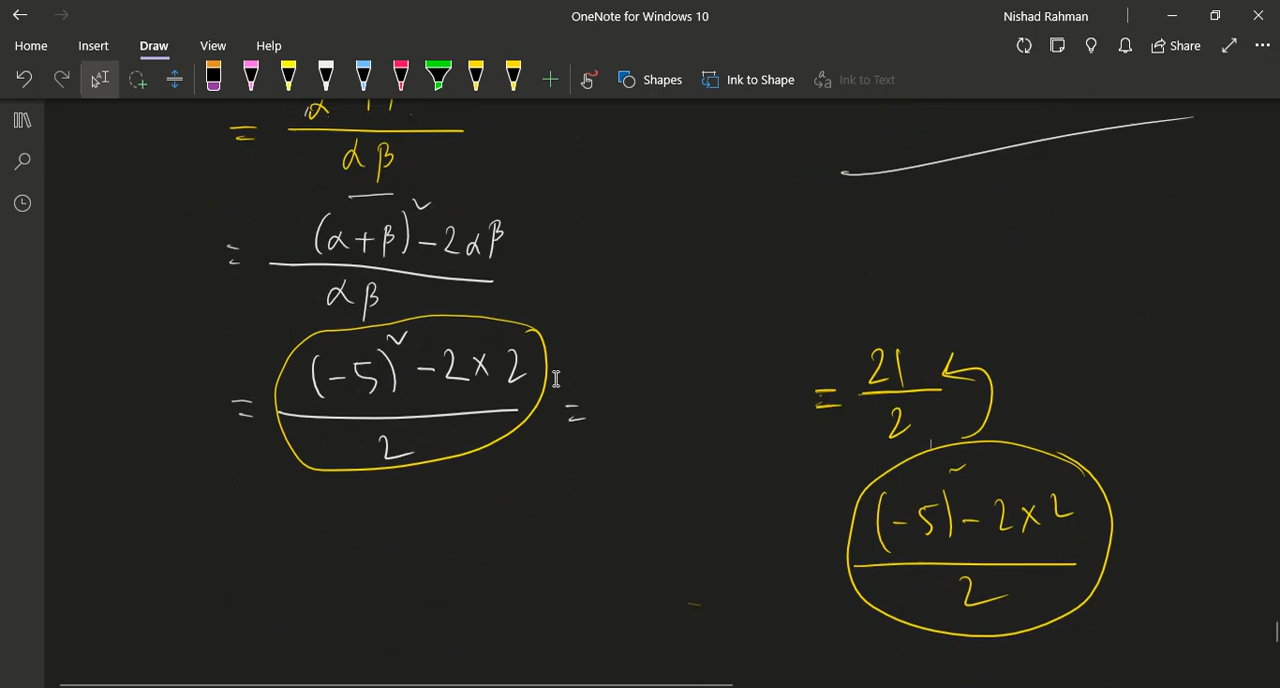 OneNote for Windows 10
Nishad Rahman
Home Insert Draw View Help
Share
Shapes
Ink to Shape
Ink to Text
= α
αβ
= (α+β)² - 2αβ
αβ
= (-5)² - 2 × 2
2
=
= 21
2
(-5)² - 2 × 2
2